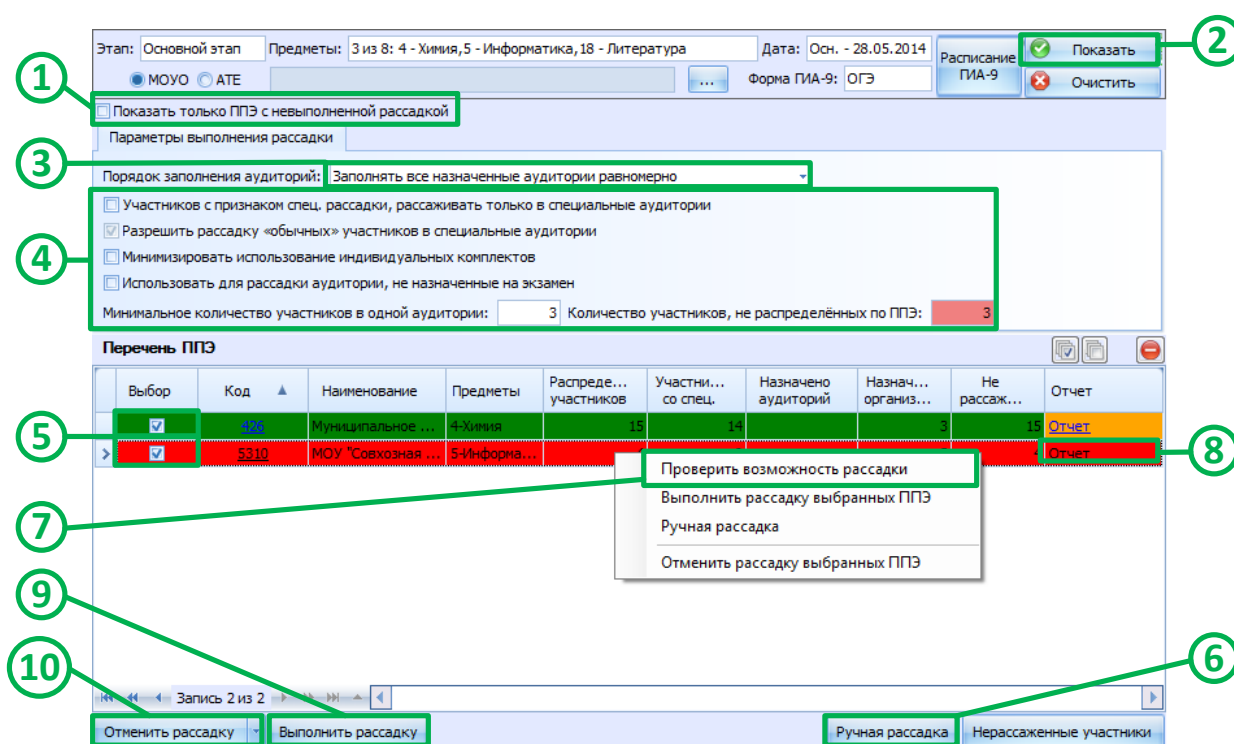 Этап: Основной этап Предметы: 3 из 8: 4 - Химия,5 - Информатика,18 - Литература Дата: Осн. - 28.05.2014 Расписание ГИА-9 Показать 2
1 МОУО АТЕ ... Форма ГИА-9: ОГЭ Очистить
Показать только ППЭ с невыполненной рассадкой
Параметры выполнения рассадки
3 Порядок заполнения аудиторий: Заполнять все назначенные аудитории равномерно
Участников с признаком спец. рассадки, рассаживать только в специальные аудитории
Разрешить рассадку «обычных» участников в специальные аудитории
4 Минимизировать использование индивидуальных комплектов
Использовать для рассадки аудитории, не назначенные на экзамен
Минимальное количество участников в одной аудитории: 3 Количество участников, не распределённых по ППЭ: 3
Перечень ППЭ
Выбор Код Наименование Предметы Распреде... участников Участни... со спец. Назначено аудиторий Назнач... организ... Не рассаж... Отчет
5 426 Муниципальное ... 4-Химия 15 14 3 15 Отчет
5310 МОУ "Совхозная ... 5-Информа... 4 Отчет 8
Проверить возможность рассадки
7 Выполнить рассадку выбранных ППЭ
Ручная рассадка
Отменить рассадку выбранных ППЭ
9
10 6
Запись 2 из 2
Отменить рассадку Выполнить рассадку Ручная рассадка Нерассаженные участники